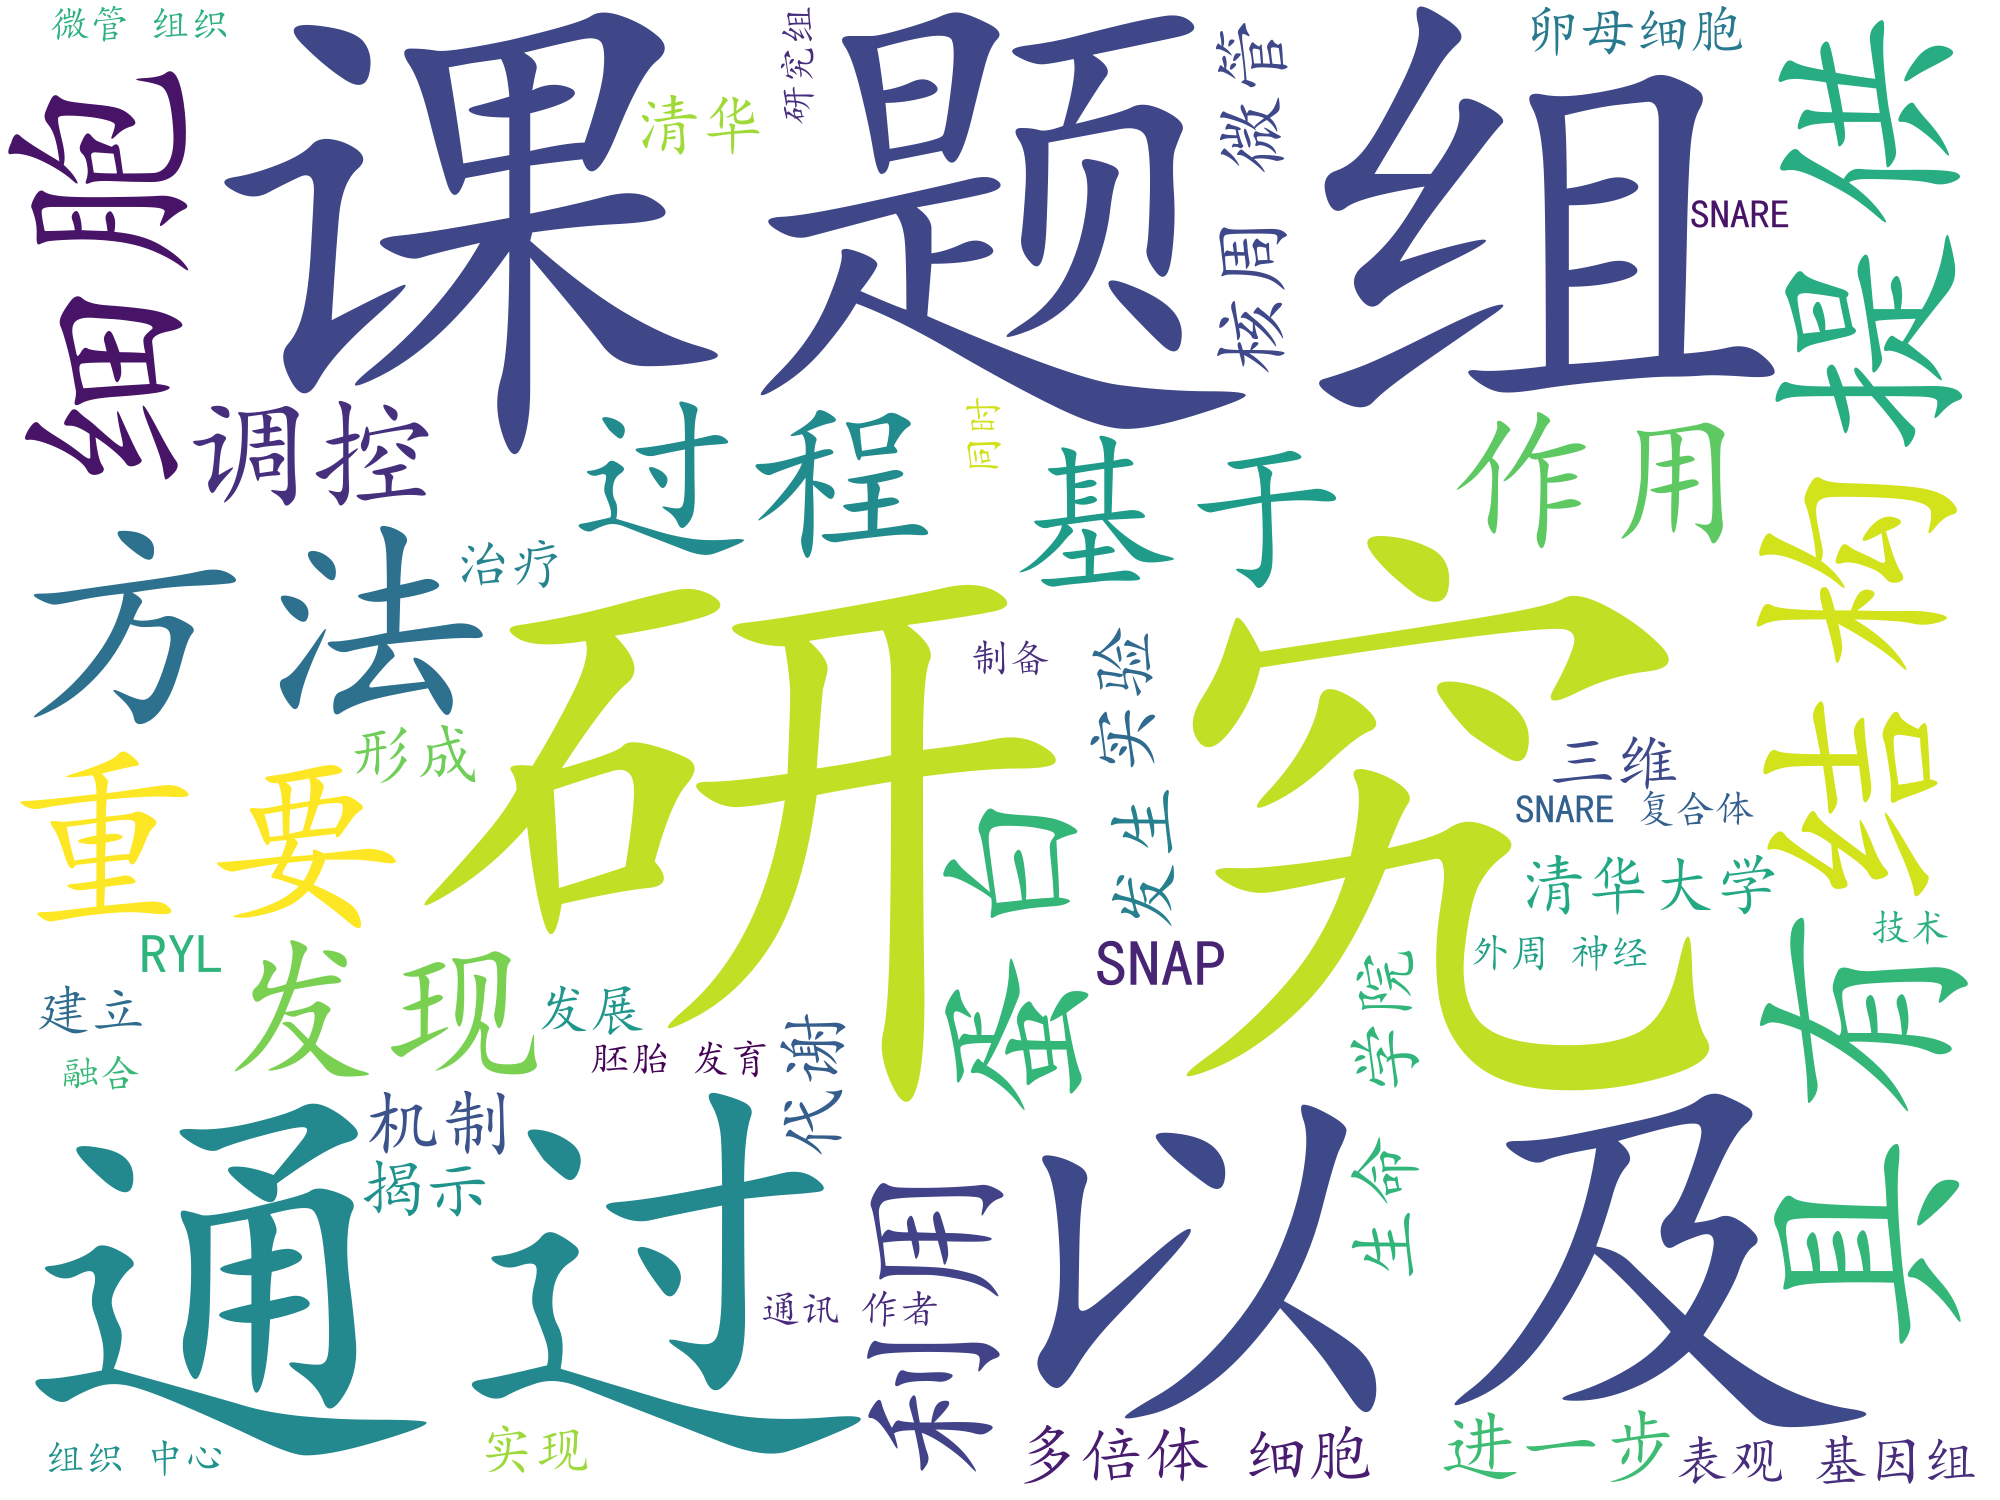 微管 组织
课题组
研究组
清华
微管
核周
卵母细胞
提供
细胞
SNARE
调控
过程
同时
基于
作用
结构
方法
治疗
研究
制备
实验
重要
形成
三维
SNARE 复合体
发生
蛋白
清华大学
RYL
发现
SNAP
外周 神经
技术
具有
建立
发展
学院
融合
胚胎 发育
代谢
通过
机制
揭示
以及
生命
利用
通讯 作者
组织 中心
实现
多倍体 细胞
进一步
表观 基因组